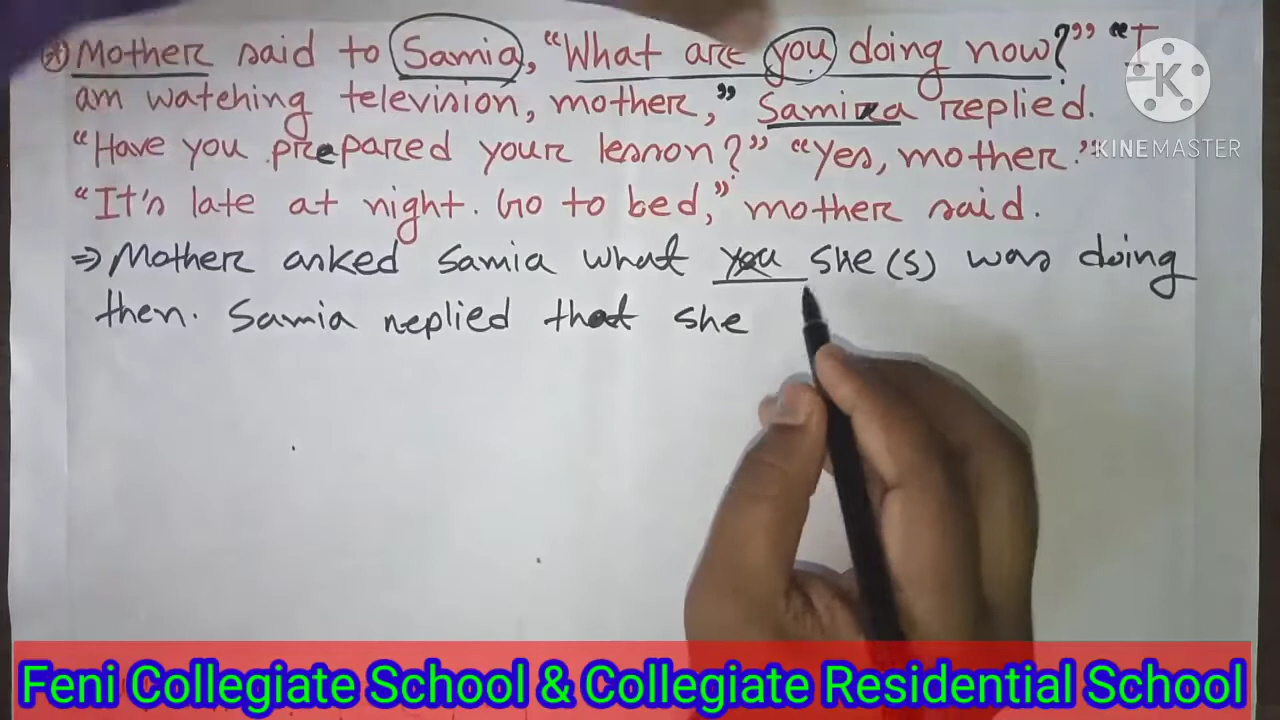 Mother said to Samia, "What are you doing now?" "I
am watching television, mother," Samia replied.
"Have you prepared your lesson?" "Yes, mother."
"It's late at night. Go to bed," mother said.
⇒ Mother asked Samia what you she (s) was doing
then. Samia replied that she
K
KINEMASTER
Feni Collegiate School & Collegiate Residential School